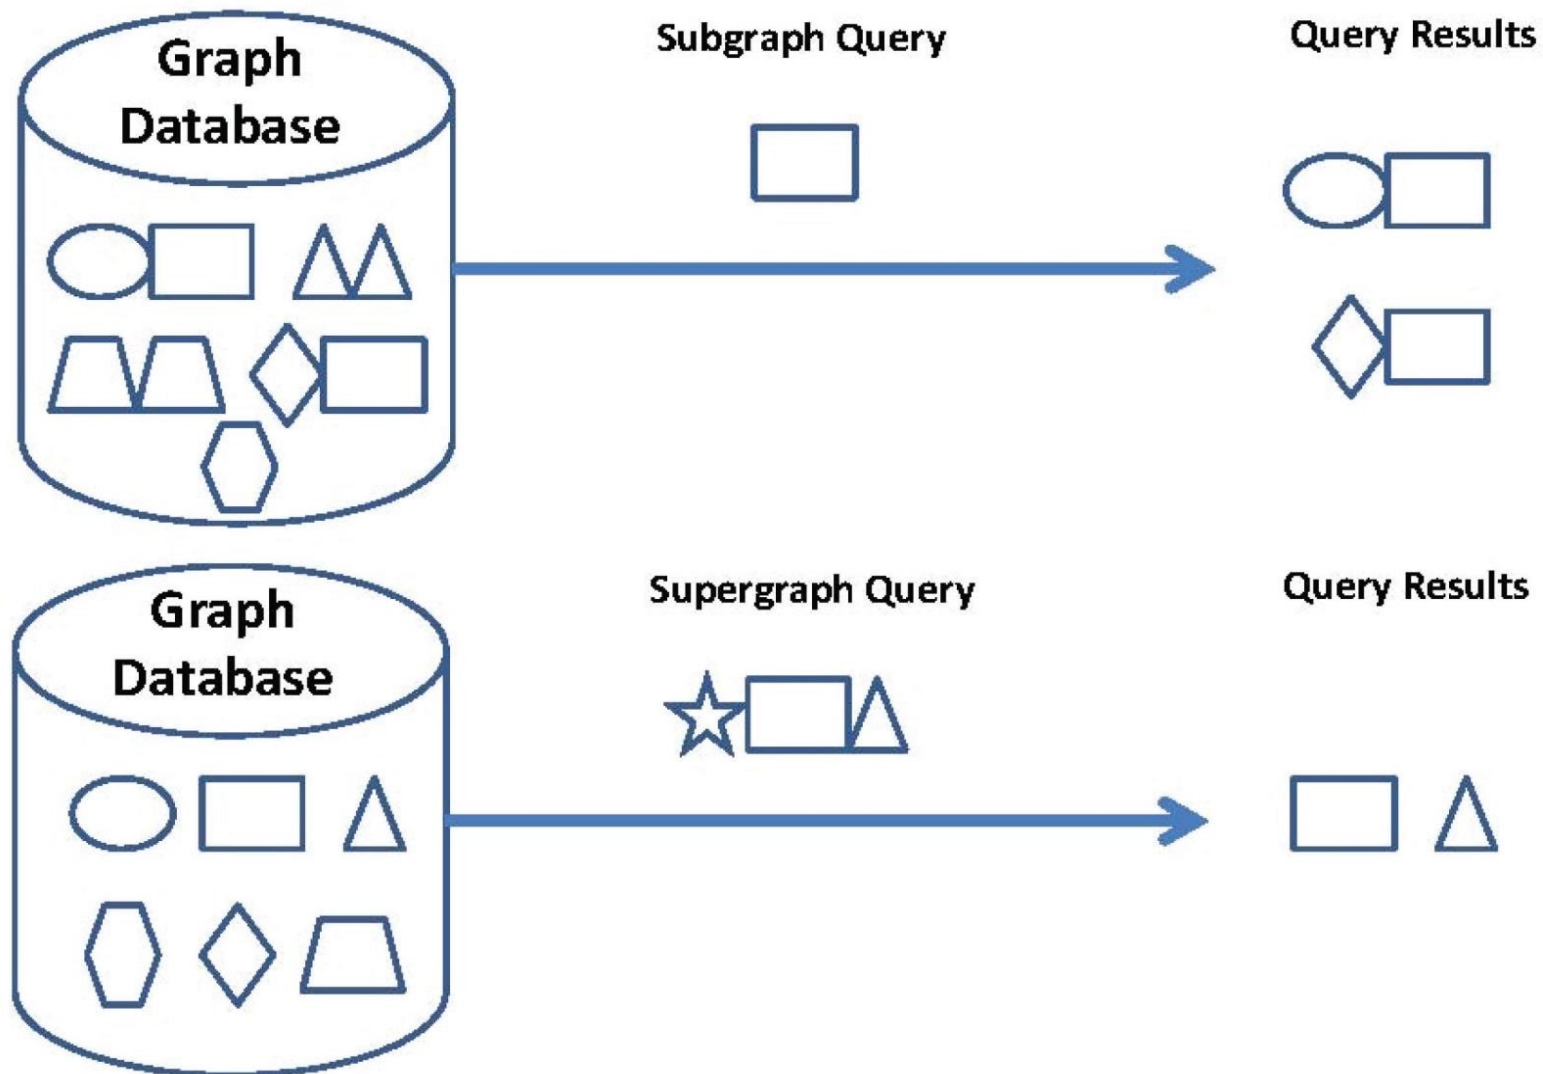 Graph
Database
Subgraph Query
Query Results
Graph
Database
Supergraph Query
Query Results